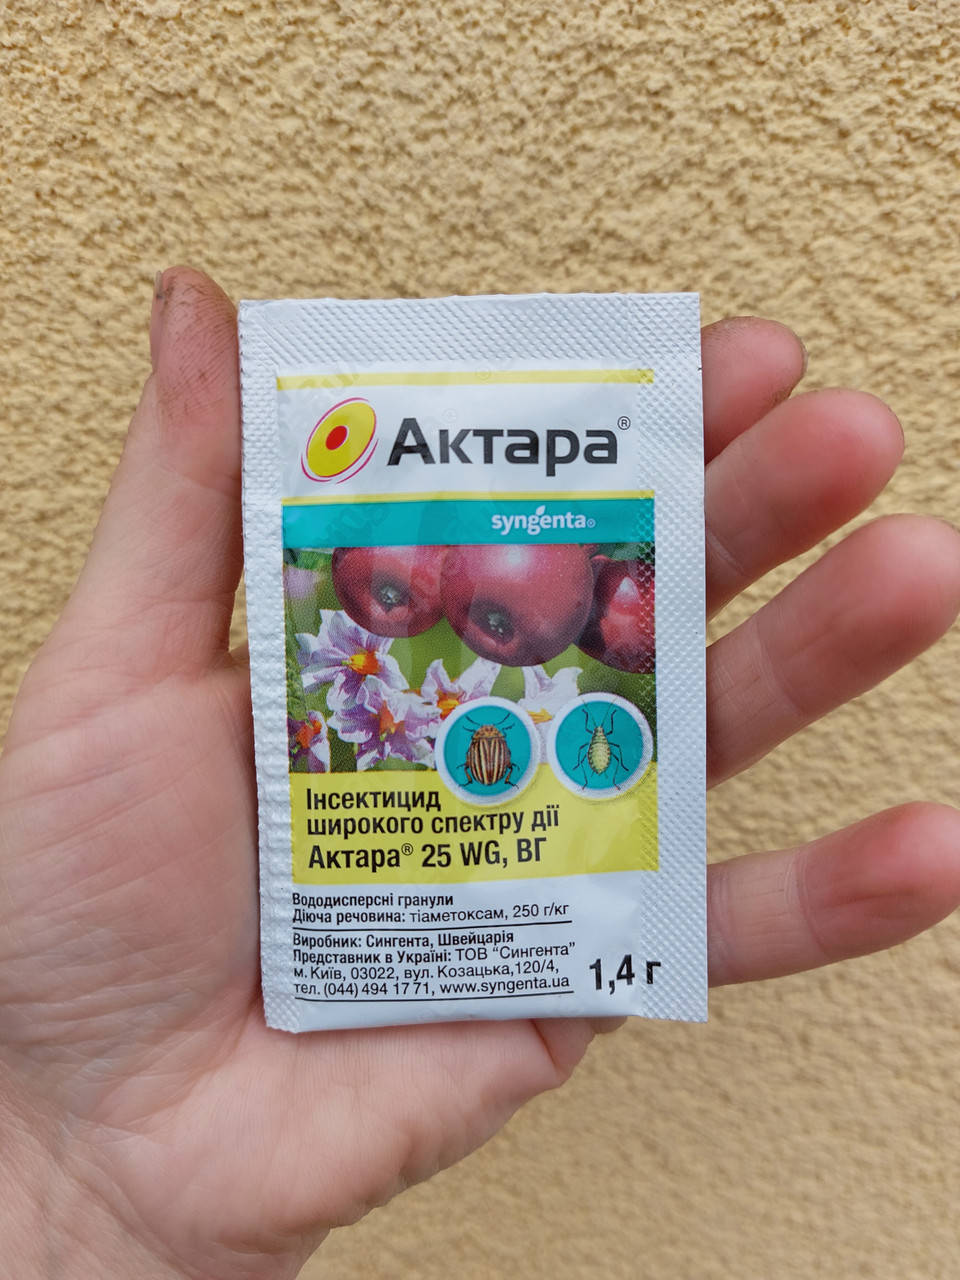 Актара®
syngenta®
Інсектицид
широкого спектру дії
Актара® 25 WG, ВГ
Вододисперсні гранули
Діюча речовина: тіаметоксам, 250 г/кг
Виробник: Сингента, Швейцарія
Представник в Україні: ТОВ "Сингента"
м. Київ, 03022, вул. Козацька,120/4,
тел. (044) 494 17 71, www.syngenta.ua
1,4 г